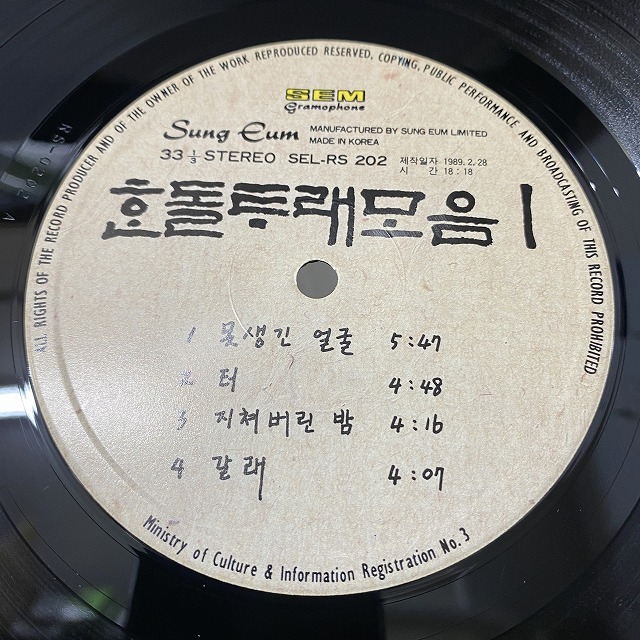 ALL RIGHTS OF THE RECORD PRODUCER AND OF THE OWNER OF THE WORK REPRODUCED RESERVED, COPYING, PUBLIC PERFORMANCE AND BROADCASTING OF THIS RECORD PROHIBITED
SEM
Gramophone
Sung Eum MANUFACTURED BY SUNG EUM LIMITED
MADE IN KOREA
33 1/3 STEREO SEL-RS 202 제작일자 1989. 2. 28
시 간 18 : 18
한돌투래모음 1
1 못생긴 얼굴 5:47
2 터 4:48
3 지쳐버린 밤 4:16
4 갈래 4:07
Ministry of Culture & Information Registration No. 3